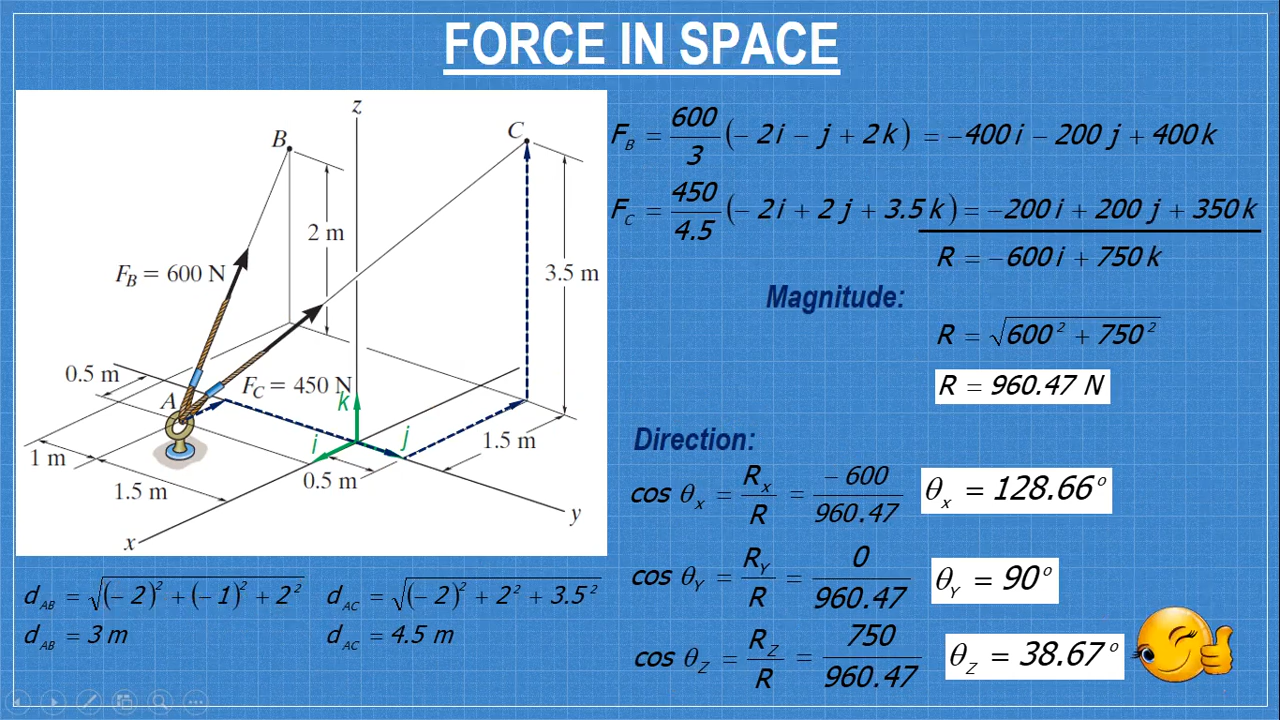 FORCE IN SPACE
z
B
C
2 m
F_B = 600 N
3.5 m
0.5 m
F_C = 450 N
k
A
i
j
1.5 m
1 m
0.5 m
1.5 m
y
x
d_AB = √((−2)² + (−1)² + 2²)
d_AB = 3 m
d_AC = √((−2)² + 2² + 3.5²)
d_AC = 4.5 m
F_B = 600/3 (−2i − j + 2k) = −400i − 200j + 400k
F_C = 450/4.5 (−2i + 2j + 3.5k) = −200i + 200j + 350k
R = −600i + 750k
Magnitude:
R = √(600² + 750²)
R = 960.47 N
Direction:
cos θ_x = R_x/R = −600/960.47
θ_x = 128.66°
cos θ_Y = R_Y/R = 0/960.47
θ_Y = 90°
cos θ_Z = R_Z/R = 750/960.47
θ_Z = 38.67°